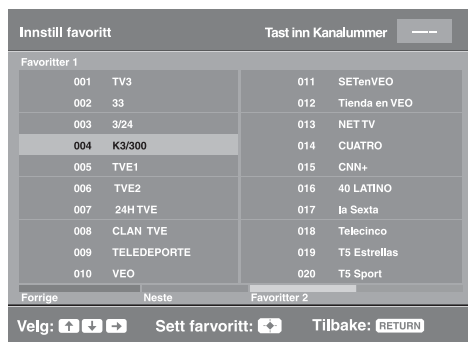 Innstill favoritt Tast inn Kanalummer -- --
Favoritter 1
001 TV3 011 SETenVEO
002 33 012 Tienda en VEO
003 3/24 013 NET TV
004 K3/300 014 CUATRO
005 TVE1 015 CNN+
006 TVE2 016 40 LATINO
007 24H TVE 017 la Sexta
008 CLAN TVE 018 Telecinco
009 TELEDEPORTE 019 T5 Estrellas
010 VEO 020 T5 Sport
Forrige Neste Favoritter 2
Velg: ↑ ↓ → Sett farvoritt: Tilbake: RETURN